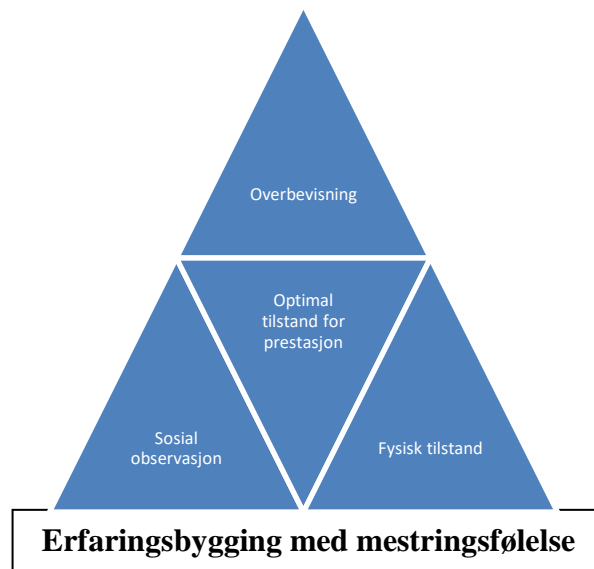 Overbevisning
Optimal
tilstand for
prestasjon
Sosial
observasjon
Fysisk tilstand
Erfaringsbygging med mestringsfølelse